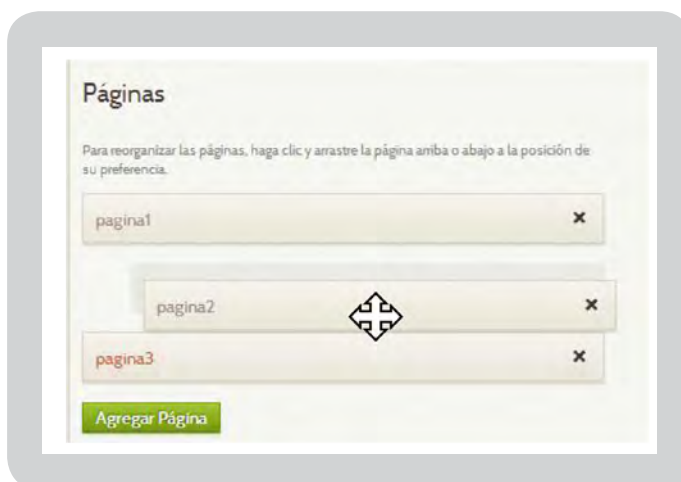 Páginas
Para reorganizar las páginas, haga clic y arrastre la página arriba o abajo a la posición de
su preferencia.
pagina1
pagina2
pagina3
Agregar Página